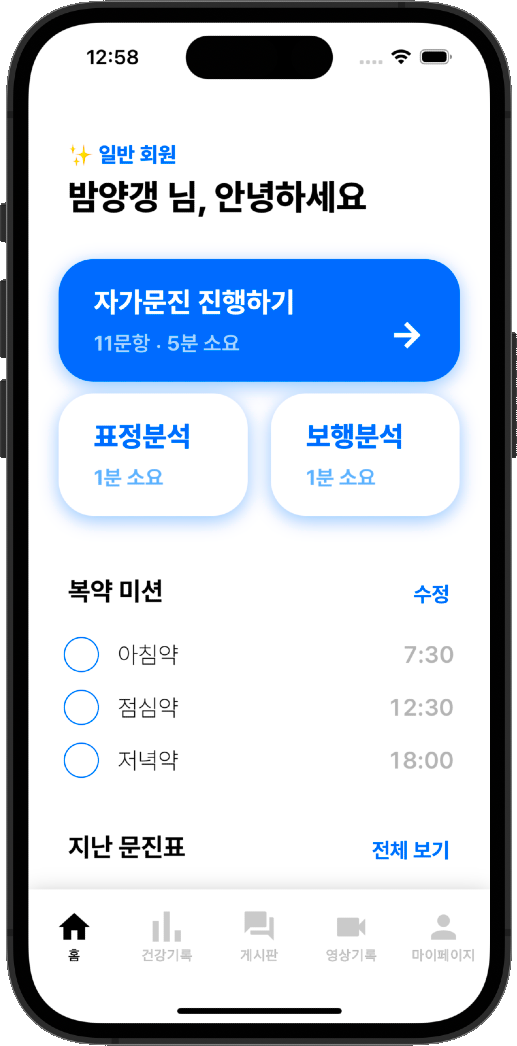 12:58
✨ 일반 회원
밤양갱 님, 안녕하세요
자가문진 진행하기
11문항 · 5분 소요
표정분석
1분 소요
보행분석
1분 소요
복약 미션 수정
아침약 7:30
점심약 12:30
저녁약 18:00
지난 문진표 전체 보기
홈 건강기록 게시판 영상기록 마이페이지